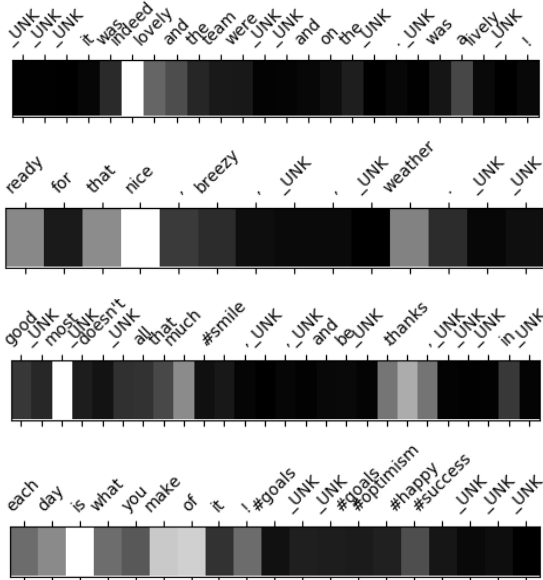 _UNK _UNK _UNK it was indeed lovely and the team were _UNK _UNK and on the _UNK . _UNK was a lively _UNK !
ready for that nice , breezy , _UNK , _UNK weather . _UNK _UNK
good _UNK most _UNK doesn't _UNK all that much #smile , _UNK , _UNK and be _UNK thanks , _UNK _UNK _UNK in _UNK
each day is what you make of it ! #goals _UNK _UNK #goals #optimism #happy #success _UNK _UNK _UNK